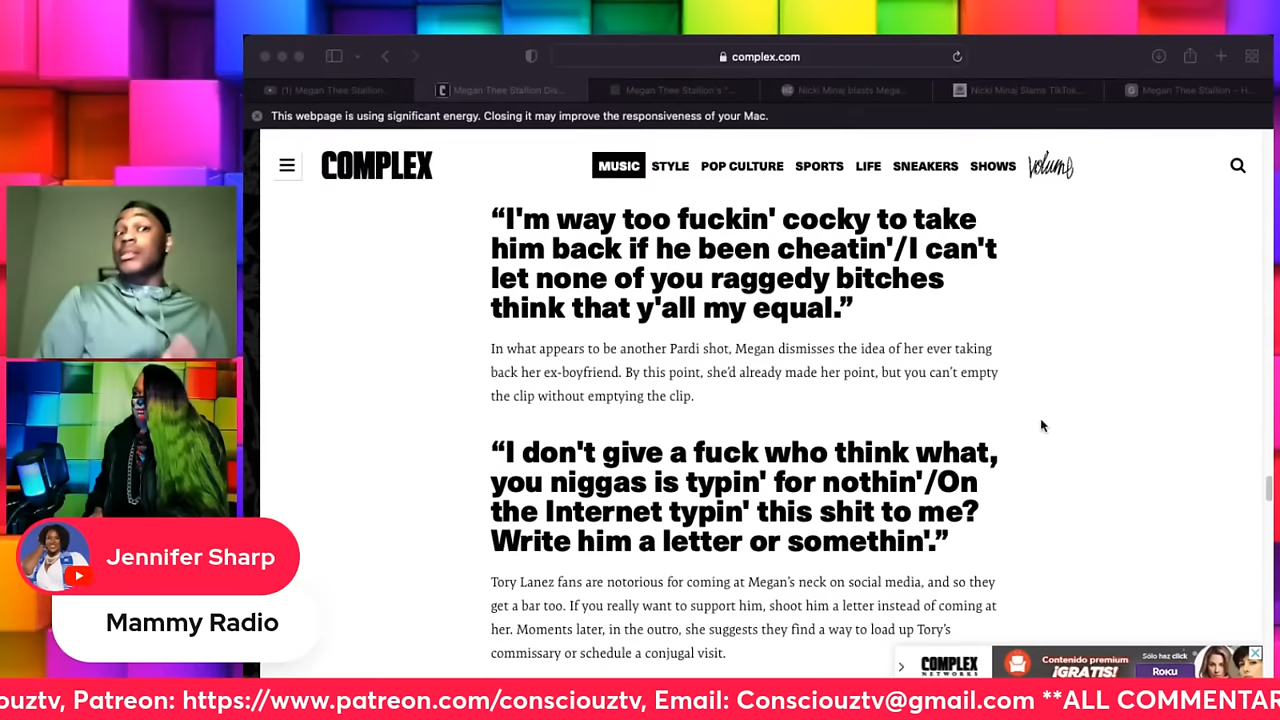 complex.com
(1) Megan Thee Stallion...
Megan Thee Stallion Dis...
Megan Thee Stallion's "...
Nicki Minaj blasts Mega...
Nicki Minaj Slams TikTok...
Megan Thee Stallion – H...
This webpage is using significant energy. Closing it may improve the responsiveness of your Mac.
COMPLEX
MUSIC STYLE POP CULTURE SPORTS LIFE SNEAKERS SHOWS volume
“I'm way too fuckin' cocky to take
him back if he been cheatin'/I can't
let none of you raggedy bitches
think that y'all my equal.”
In what appears to be another Pardi shot, Megan dismisses the idea of her ever taking
back her ex-boyfriend. By this point, she’d already made her point, but you can’t empty
the clip without emptying the clip.
“I don't give a fuck who think what,
you niggas is typin' for nothin'/On
the Internet typin' this shit to me?
Write him a letter or somethin'.”
Tory Lanez fans are notorious for coming at Megan’s neck on social media, and so they
get a bar too. If you really want to support him, shoot him a letter instead of coming at
her. Moments later, in the outro, she suggests they find a way to load up Tory’s
commissary or schedule a conjugal visit.
Jennifer Sharp
Mammy Radio
COMPLEX
NETWORKS
Contenido premium
¡GRATIS!
Sólo haz click
Roku
ouztv, Patreon: https://www.patreon.com/consciouztv, Email: Consciouztv@gmail.com **ALL COMMENTAR